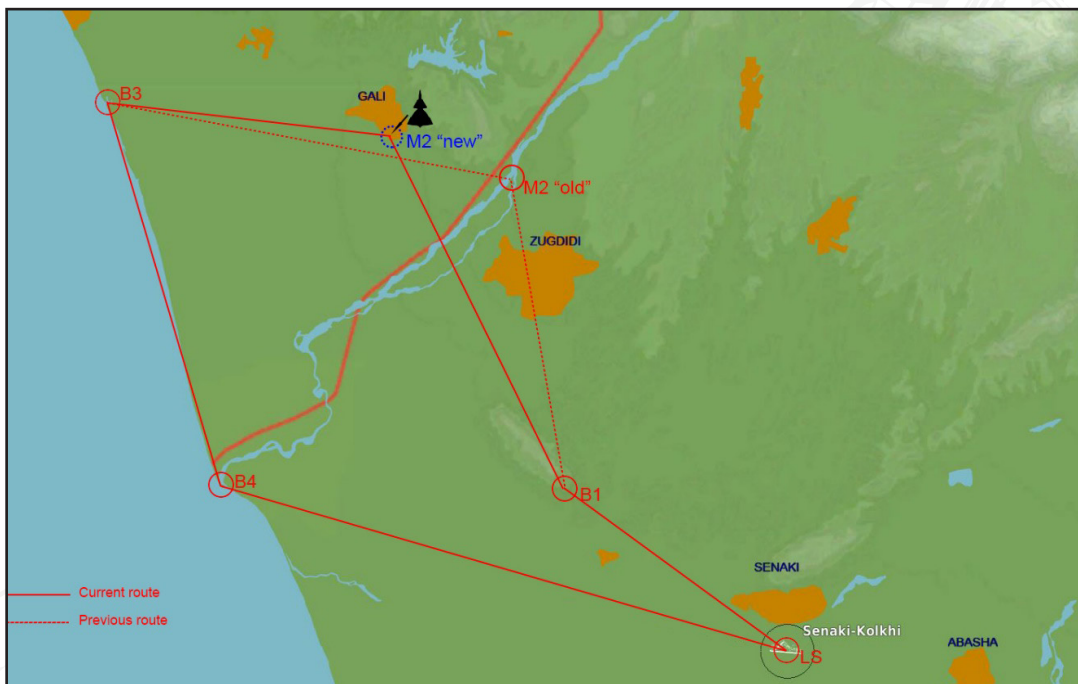 B3
GALI
M2 "new"
M2 "old"
ZUGDIDI
B4
B1
SENAKI
Current route
Previous route
Senaki-Kolkhi
LS
ABASHA